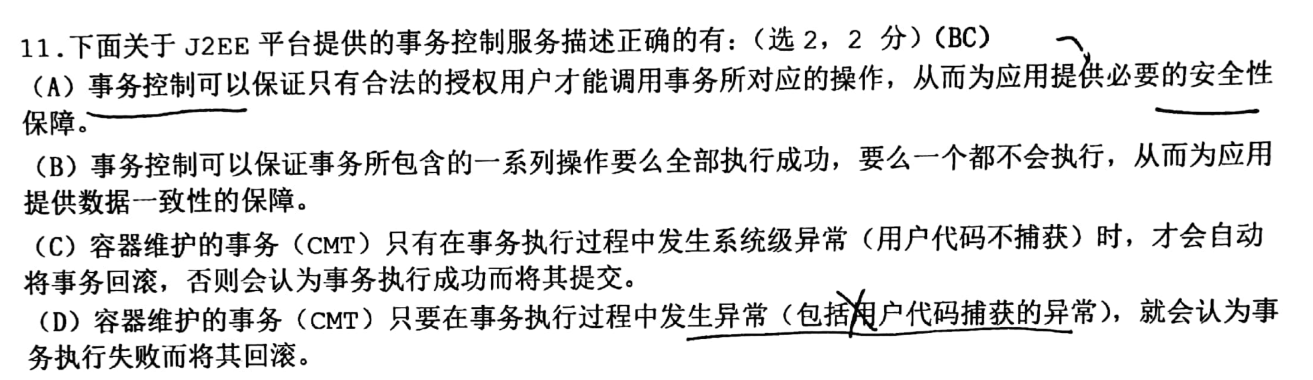 11.下面关于 J2EE 平台提供的事务控制服务描述正确的有：（选 2，2 分）(BC)
（A）事务控制可以保证只有合法的授权用户才能调用事务所对应的操作，从而为应用提供必要的安全性
保障。
（B）事务控制可以保证事务所包含的一系列操作要么全部执行成功，要么一个都不会执行，从而为应用
提供数据一致性的保障。
（C）容器维护的事务（CMT）只有在事务执行过程中发生系统级异常（用户代码不捕获）时，才会自动
将事务回滚，否则会认为事务执行成功而将其提交。
（D）容器维护的事务（CMT）只要在事务执行过程中发生异常（包括用户代码捕获的异常），就会认为事
务执行失败而将其回滚。